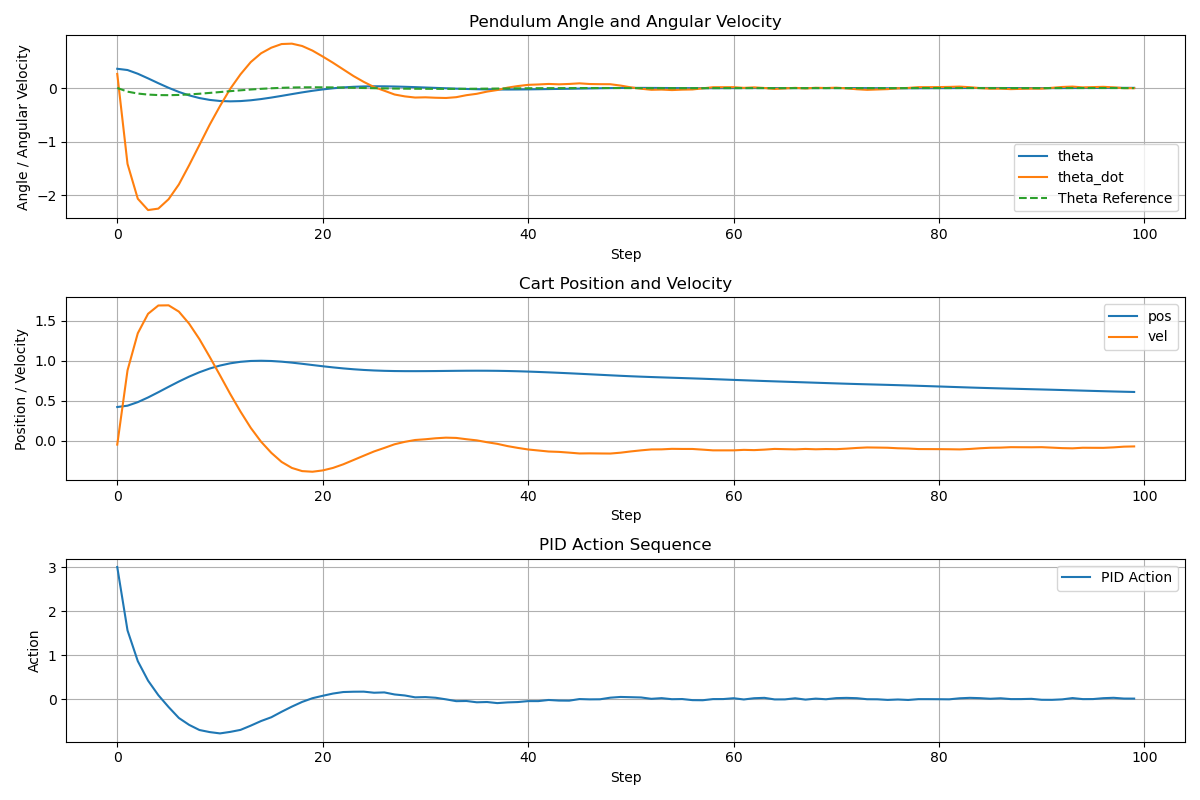 Pendulum Angle and Angular Velocity
Angle / Angular Velocity
0
−1
−2
theta
theta_dot
Theta Reference
0 20 40 60 80 100
Step
Cart Position and Velocity
Position / Velocity
1.5
1.0
0.5
0.0
pos
vel
0 20 40 60 80 100
Step
PID Action Sequence
Action
3
2
1
0
PID Action
0 20 40 60 80 100
Step